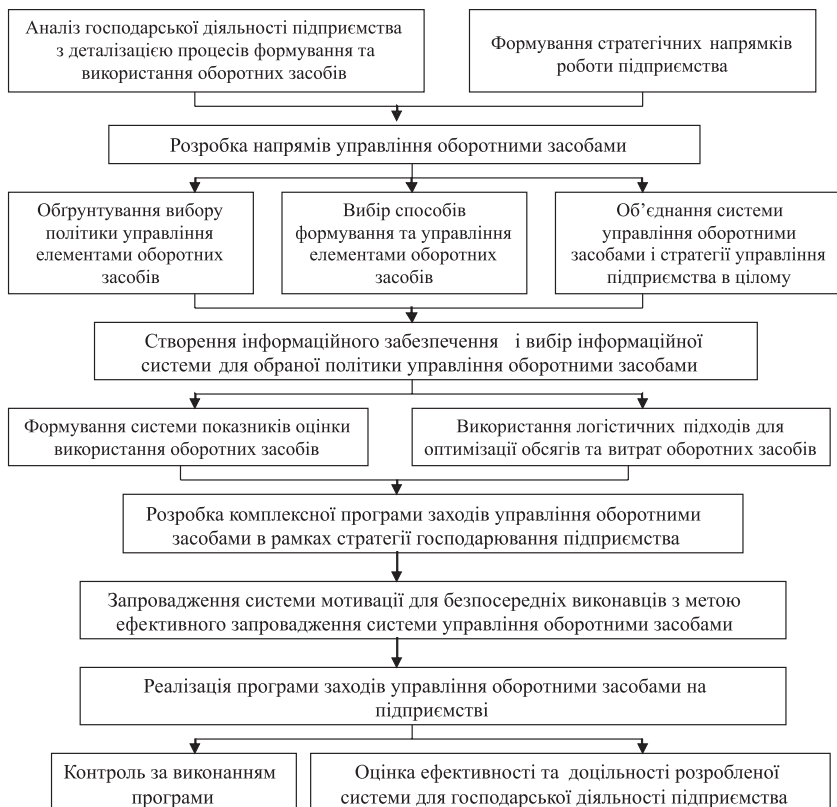 Аналіз господарської діяльності підприємства
з деталізацією процесів формування та
використання оборотних засобів
Формування стратегічних напрямків
роботи підприємства
Розробка напрямів управління оборотними засобами
Обґрунтування вибору
політики управління
елементами оборотних
засобів
Вибір способів
формування та управління
елементами оборотних
засобів
Об’єднання системи
управління оборотними
засобами і стратегії управління
підприємства в цілому
Створення інформаційного забезпечення і вибір інформаційної
системи для обраної політики управління оборотними засобами
Формування системи показників оцінки
використання оборотних засобів
Використання логістичних підходів для
оптимізації обсягів та витрат оборотних засобів
Розробка комплексної програми заходів управління оборотними
засобами в рамках стратегії господарювання підприємства
Запровадження системи мотивації для безпосередніх виконавців з метою
ефективного запровадження системи управління оборотними засобами
Реалізація програми заходів управління оборотними засобами на
підприємстві
Контроль за виконанням
програми
Оцінка ефективності та доцільності розробленої
системи для господарської діяльності підприємства